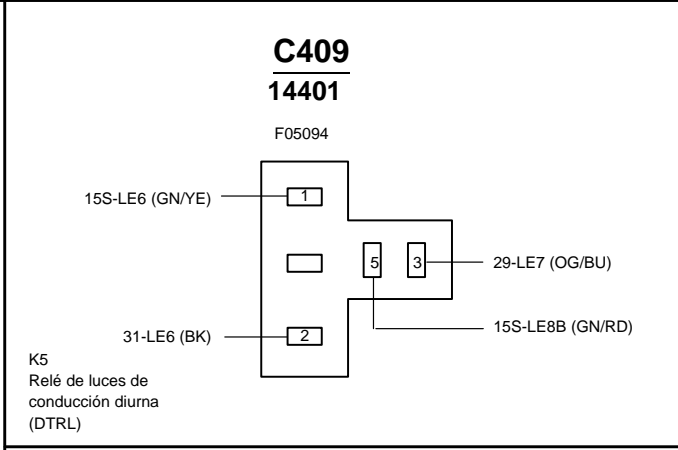 C409
14401
F05094
15S-LE6 (GN/YE)
1
5
3
29-LE7 (OG/BU)
15S-LE8B (GN/RD)
31-LE6 (BK)
2
K5
Relé de luces de
conducción diurna
(DTRL)